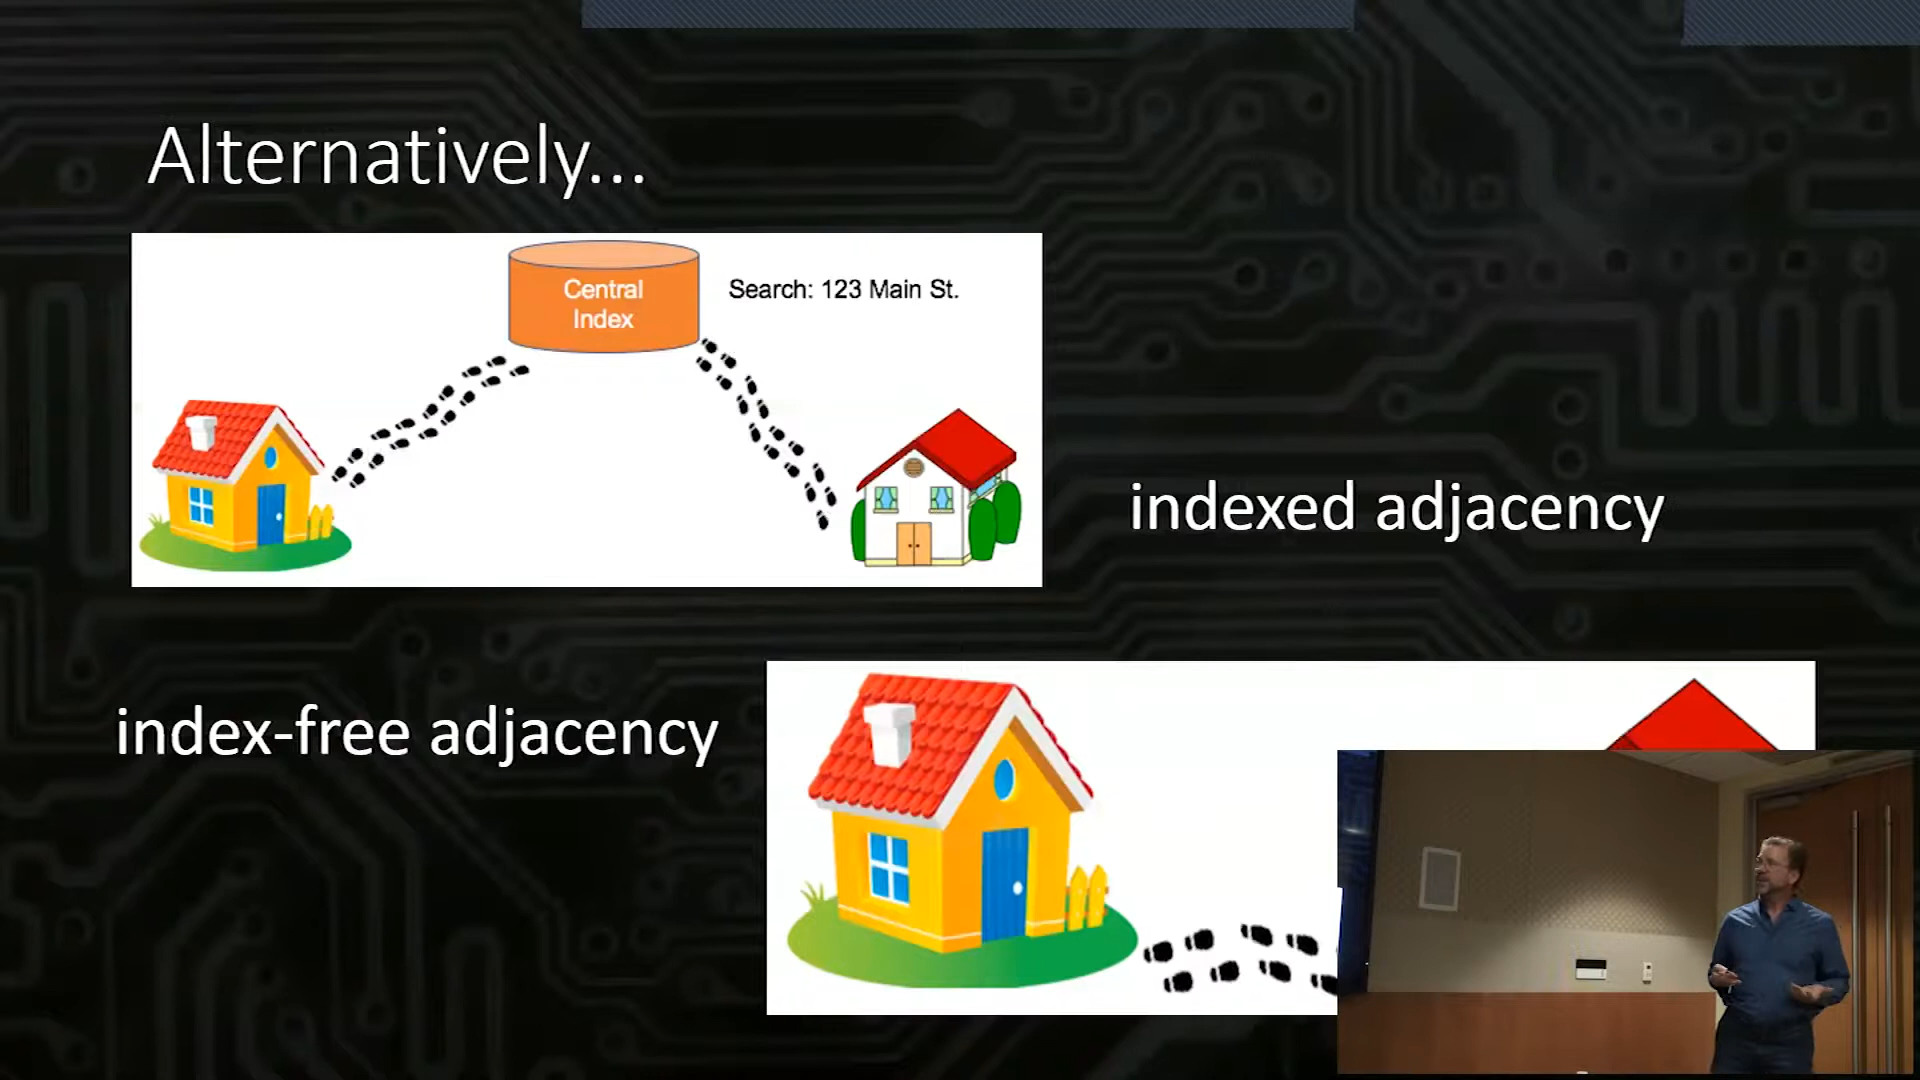 Alternatively...
Central
Index
Search: 123 Main St.
indexed adjacency
index-free adjacency